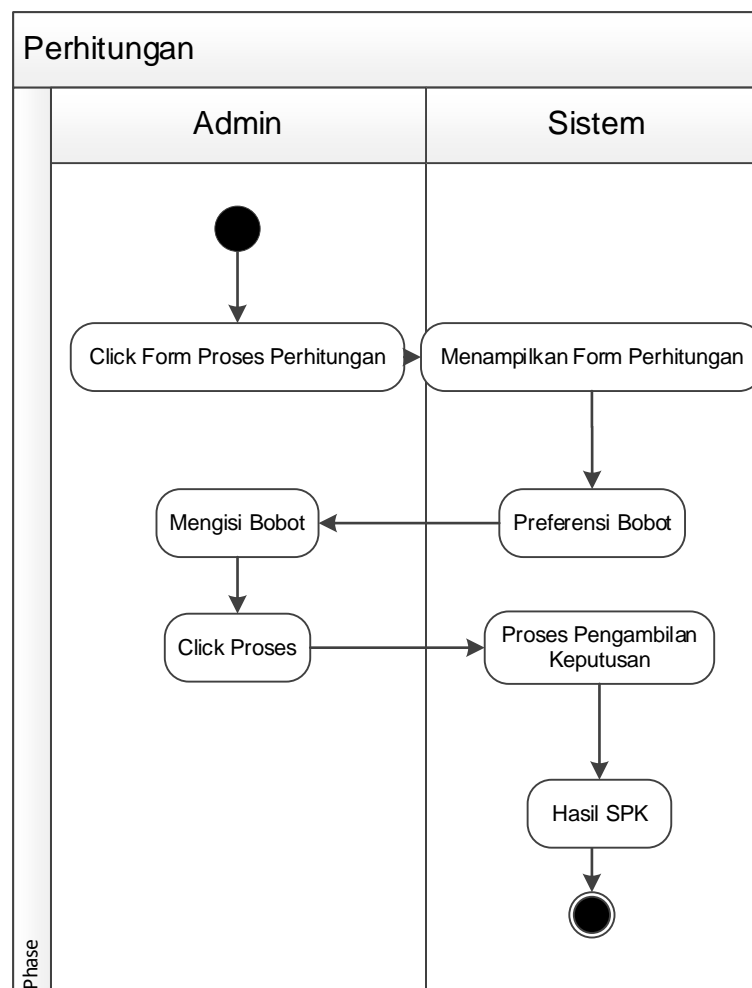 Perhitungan
Admin
Sistem
Click Form Proses Perhitungan
Menampilkan Form Perhitungan
Mengisi Bobot
Preferensi Bobot
Click Proses
Proses Pengambilan
Keputusan
Hasil SPK
Phase